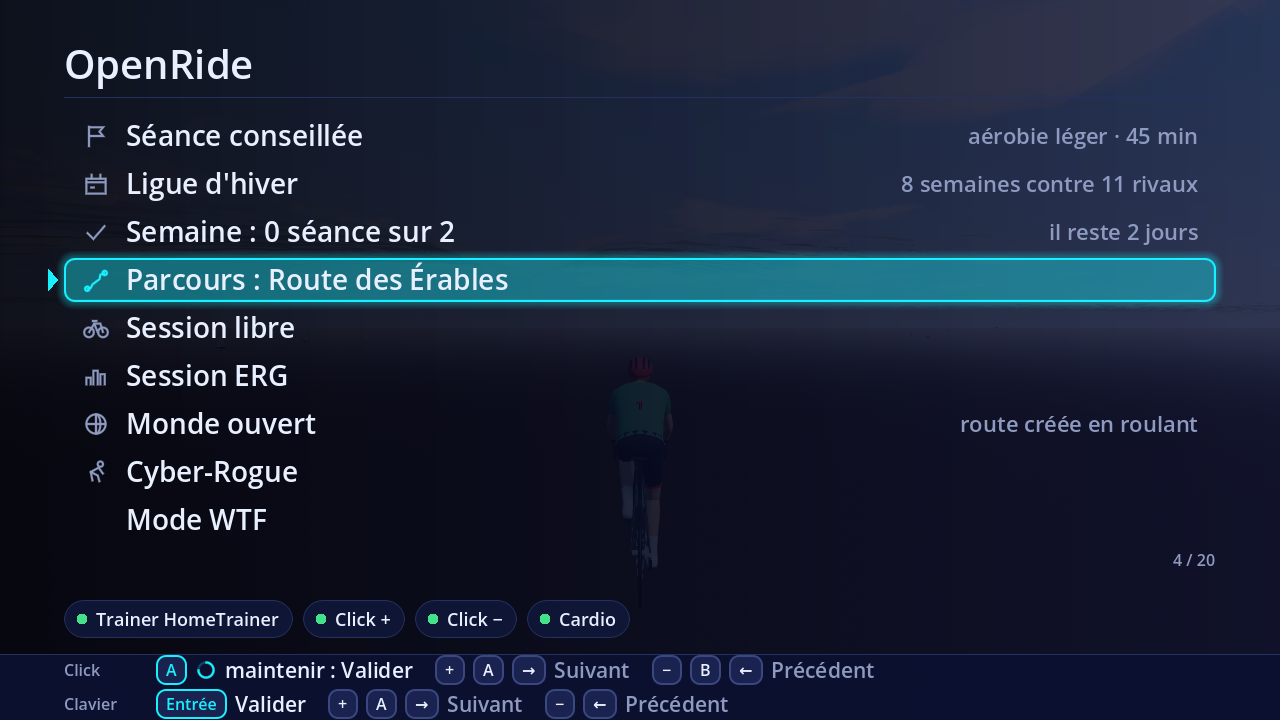 OpenRide
Séance conseillée aérobie léger · 45 min
Ligue d'hiver 8 semaines contre 11 rivaux
Semaine : 0 séance sur 2 il reste 2 jours
Parcours : Route des Érables
Session libre
Session ERG
Monde ouvert route créée en roulant
Cyber-Rogue
Mode WTF
4 / 20
Trainer HomeTrainer Click + Click − Cardio
Click A maintenir : Valider + A → Suivant − B ← Précédent
Clavier Entrée Valider + A → Suivant − ← Précédent